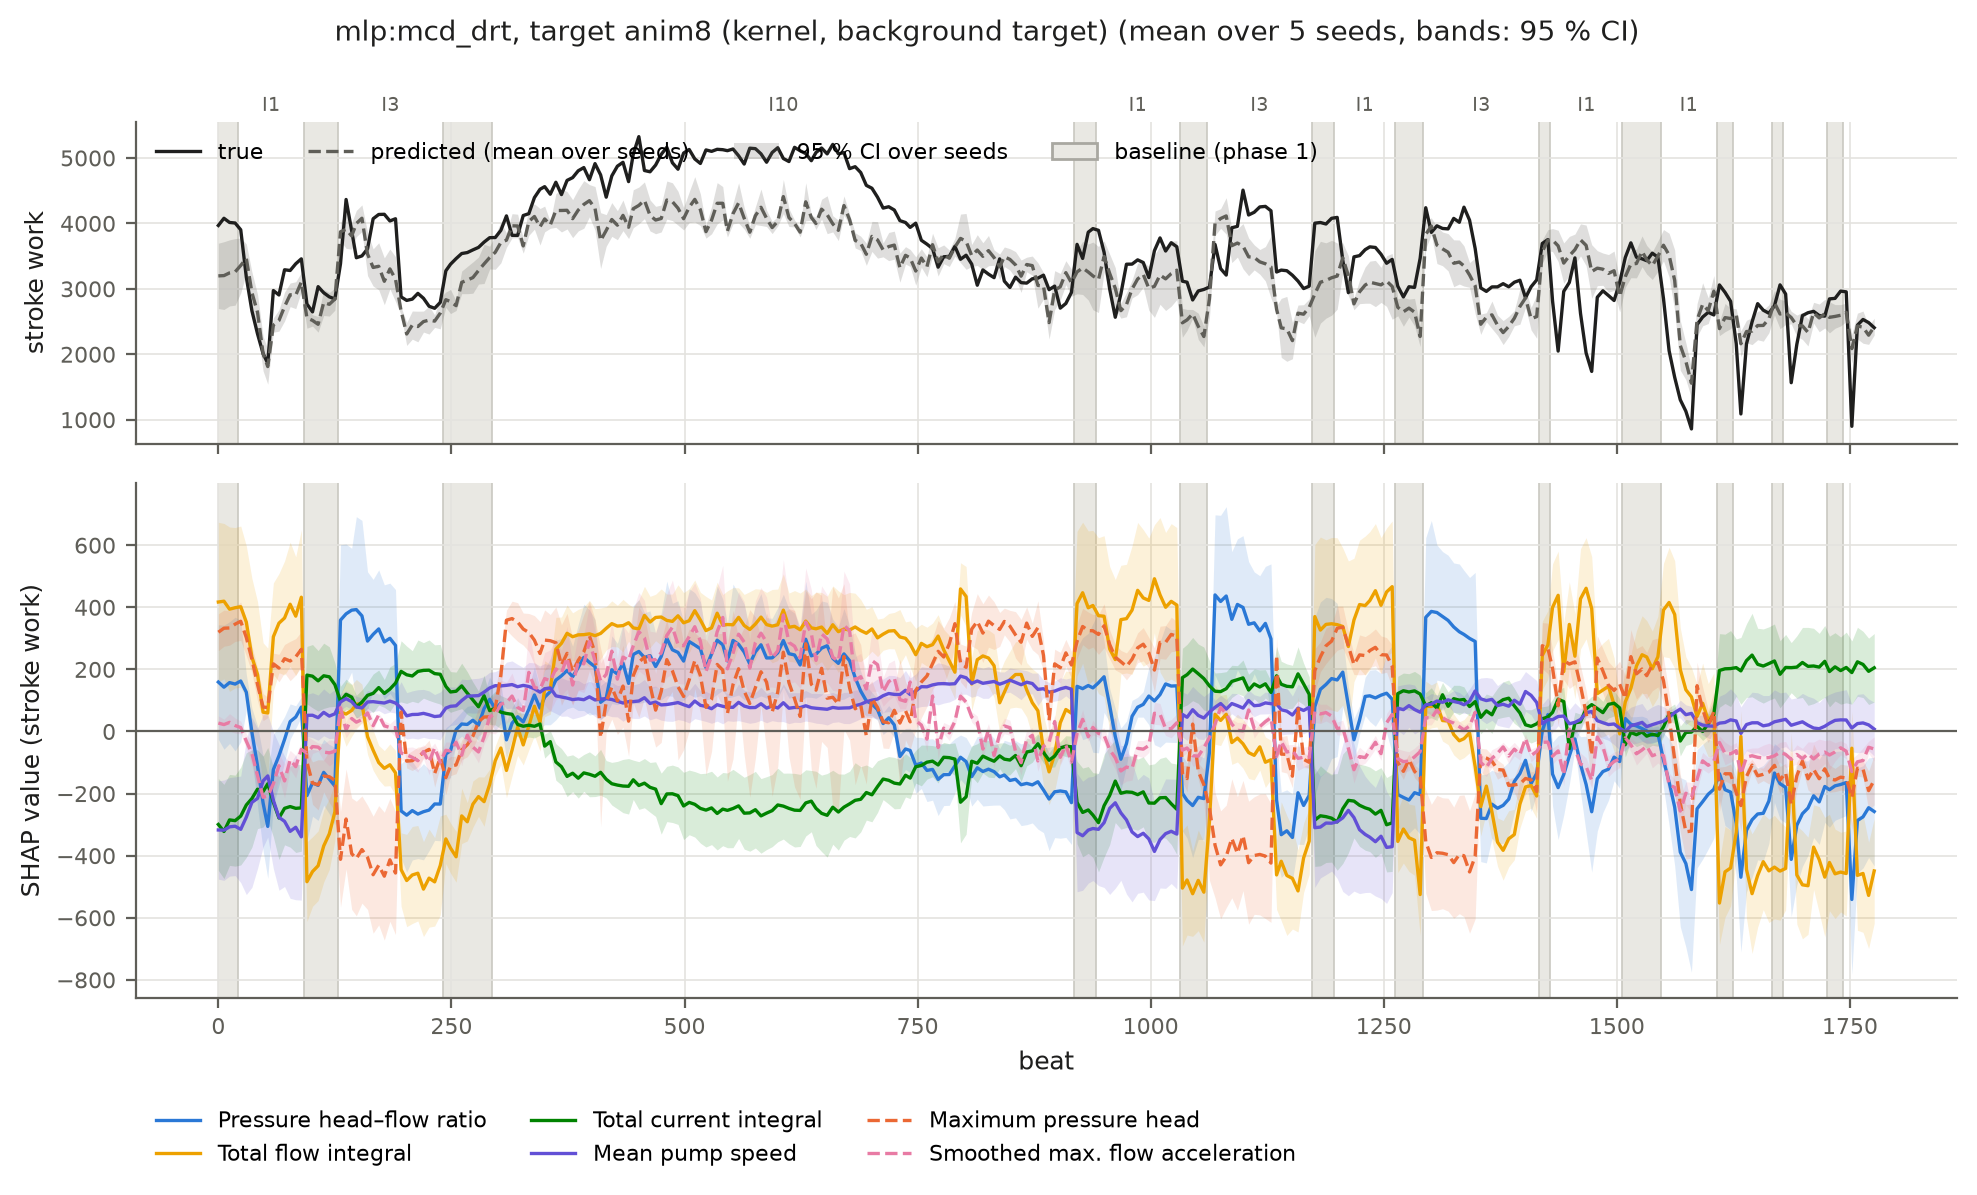 mlp:mcd_drt, target anim8 (kernel, background target) (mean over 5 seeds, bands: 95 % CI)
I1 I3 I10 I1 I3 I1 I3 I1 I1
true predicted (mean over seeds) 95 % CI over seeds baseline (phase 1)
stroke work
5000
4000
3000
2000
1000
SHAP value (stroke work)
600
400
200
0
−200
−400
−600
−800
0 250 500 750 1000 1250 1500 1750
beat
Pressure head–flow ratio Total current integral Maximum pressure head
Total flow integral Mean pump speed Smoothed max. flow acceleration